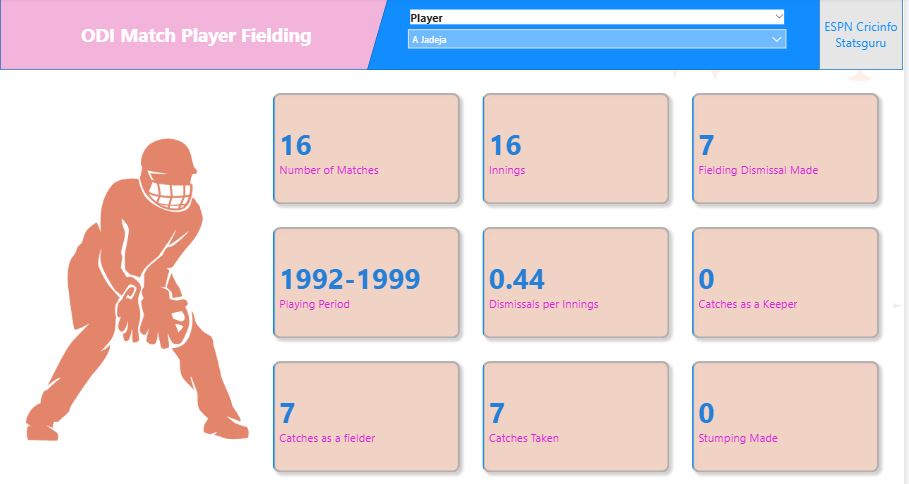 ODI Match Player Fielding
Player
A Jadeja
ESPN Cricinfo
Statsguru
16
Number of Matches
16
Innings
7
Fielding Dismissal Made
1992-1999
Playing Period
0.44
Dismissals per Innings
0
Catches as a Keeper
7
Catches as a fielder
7
Catches Taken
0
Stumping Made